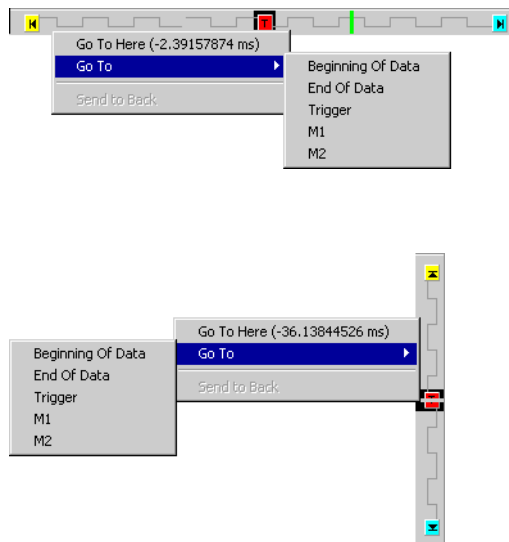 T
Go To Here (-2.39157874 ms)
Go To
Send to Back
Beginning Of Data
End Of Data
Trigger
M1
M2
Go To Here (-36.13844526 ms)
Go To
Send to Back
Beginning Of Data
End Of Data
Trigger
M1
M2
T